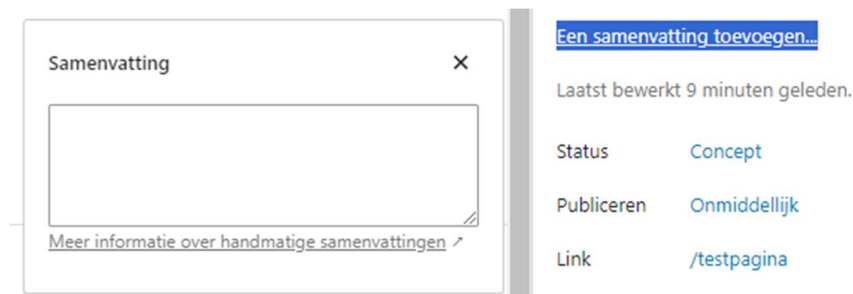 Samenvatting
Meer informatie over handmatige samenvattingen
Een samenvatting toevoegen...
Laatst bewerkt 9 minuten geleden.
Status Concept
Publiceren Onmiddellijk
Link /testpagina